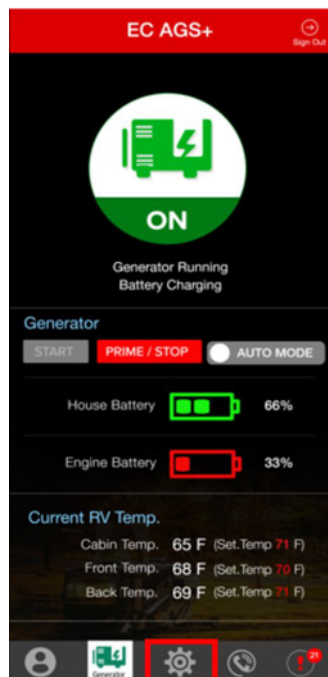 EC AGS+
Sign Out
ON
Generator Running
Battery Charging
Generator
START PRIME / STOP AUTO MODE
House Battery 66%
Engine Battery 33%
Current RV Temp.
Cabin Temp. 65 F (Set.Temp 71 F)
Front Temp. 68 F (Set.Temp 70 F)
Back Temp. 69 F (Set.Temp 71 F)
Generator
21